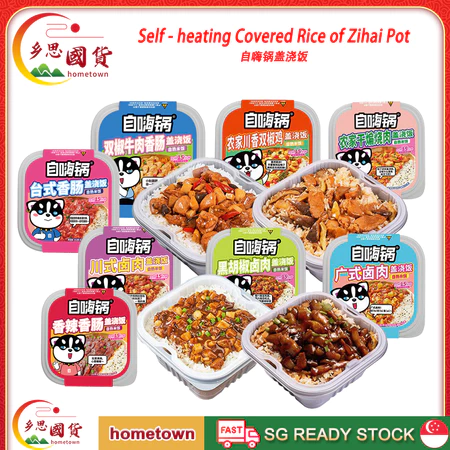 乡思國貨
hometown
Self - heating Covered Rice of Zihai Pot
自嗨锅盖浇饭
自嗨锅
双椒牛肉香肠盖浇饭
自嗨锅
农家川香双椒鸡盖浇饭
自嗨锅
农家干煸烧肉盖浇饭
自嗨锅
台式香肠盖浇饭
自嗨锅
川式卤肉盖浇饭
自嗨锅
黑胡椒卤肉盖浇饭
自嗨锅
广式卤肉盖浇饭
自嗨锅
香辣香肠盖浇饭
乡思國貨
hometown
hometown
FAST
SG READY STOCK